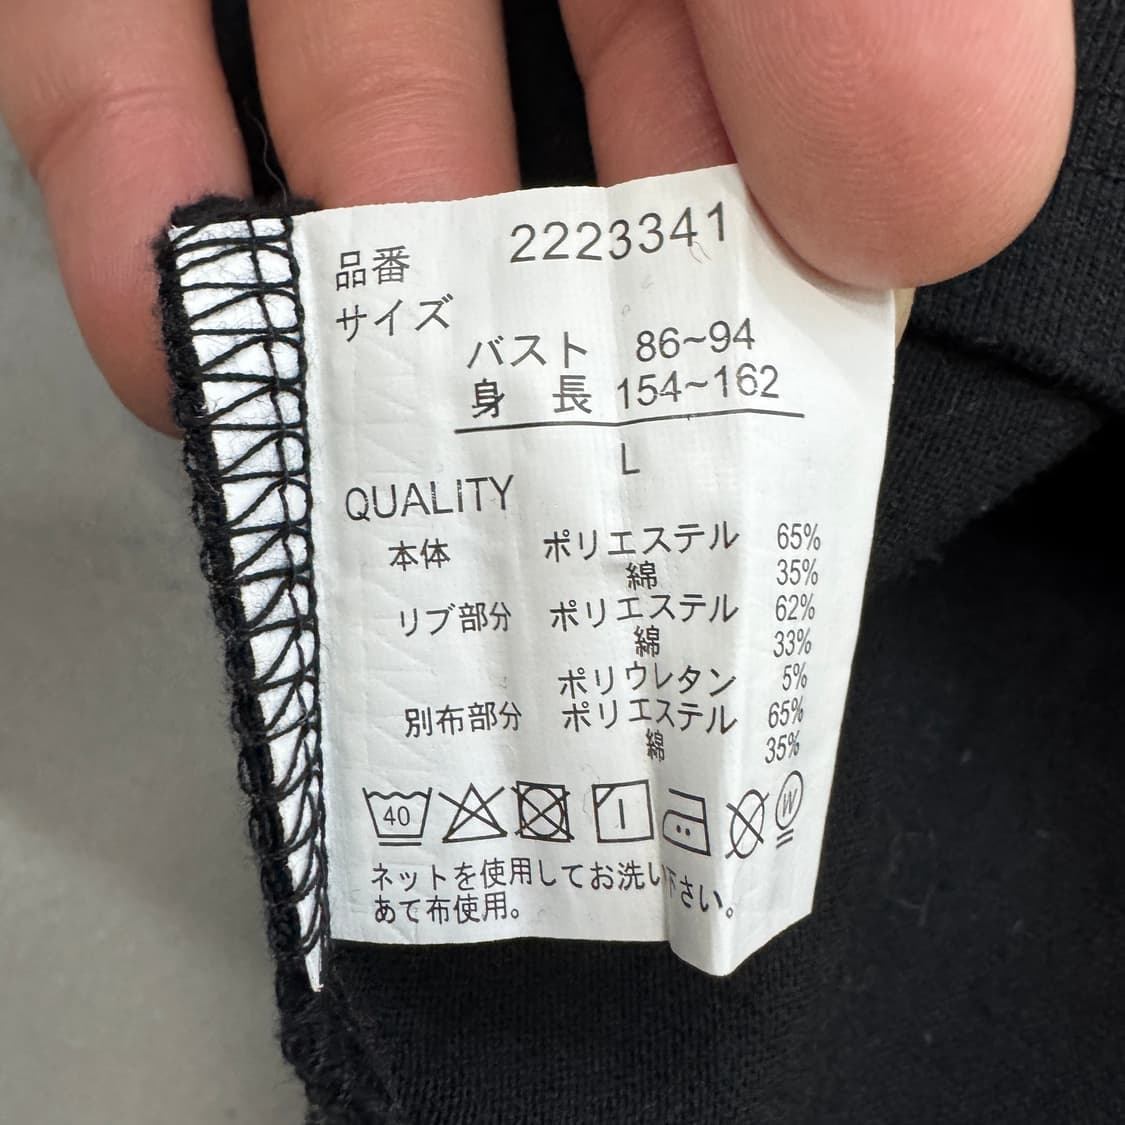 品番 2223341
サイズ
バスト 86~94
身 長 154~162
L
QUALITY
本体 ポリエステル 65%
綿 35%
リブ部分 ポリエステル 62%
綿 33%
ポリウレタン 5%
別布部分 ポリエステル 65%
綿 35%
40 W
ネットを使用してお洗い下さい。
あて布使用。